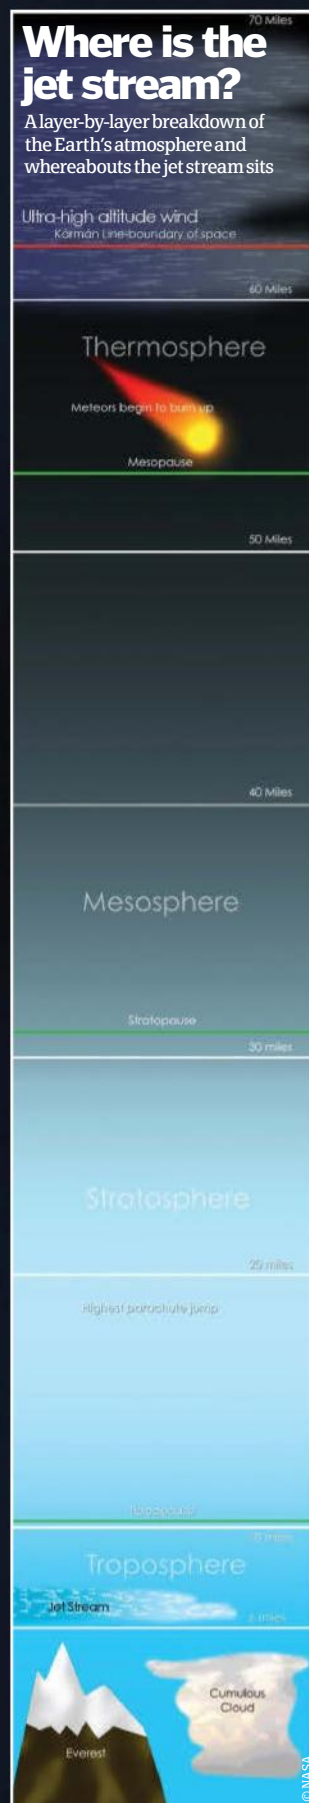 70 Miles
Where is the
jet stream?
A layer-by-layer breakdown of
the Earth's atmosphere and
whereabouts the jet stream sits
Ultra-high altitude wind
Kármán Line-boundary of space
60 Miles
Thermosphere
Meteors begin to burn up
Mesopause
50 Miles
40 Miles
Mesosphere
Stratopause
30 miles
Stratosphere
20 miles
Highest parachute jump
Tropopause
10 miles
Troposphere
Jet Stream
miles
Cumulous
Cloud
Everest
© NASA